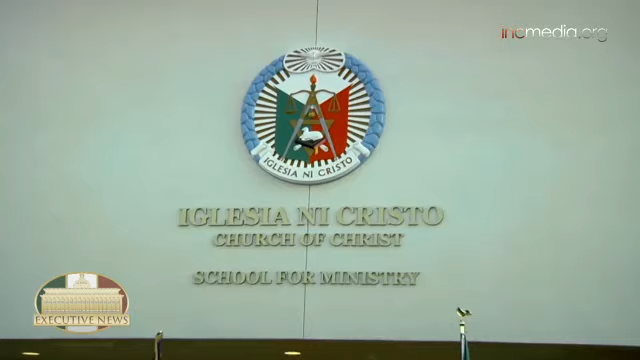 incmedia.org
IGLESIA NI CRISTO
IGLESIA NI CRISTO
CHURCH OF CHRIST
SCHOOL FOR MINISTRY
EXECUTIVE NEWS